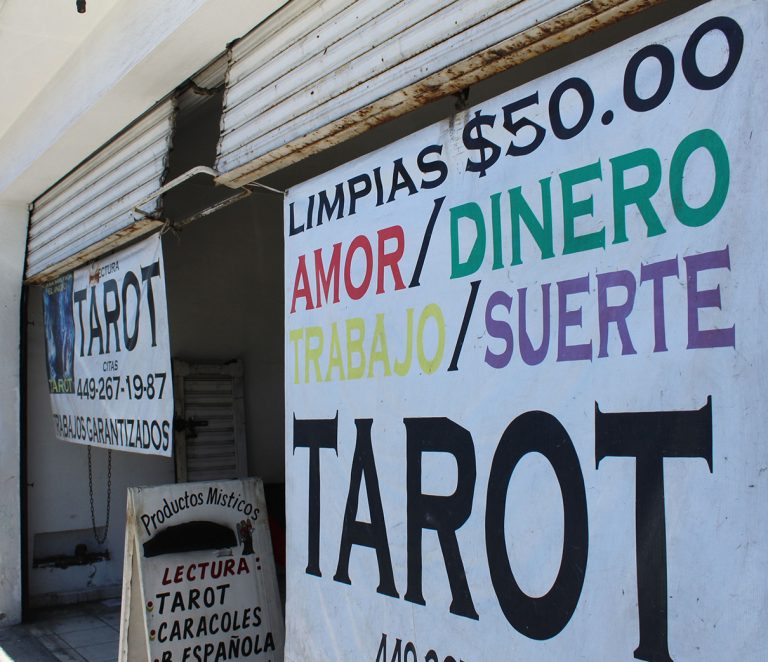 LIMPIAS $50.00
AMOR/DINERO
TRABAJO/SUERTE
TAROT
LECTURA
TAROT
CITAS
449-267-19-87
TRABAJOS GARANTIZADOS
TAROT
Productos Místicos
LECTURA:
•TAROT
•CARACOLES
•B. ESPAÑOLA